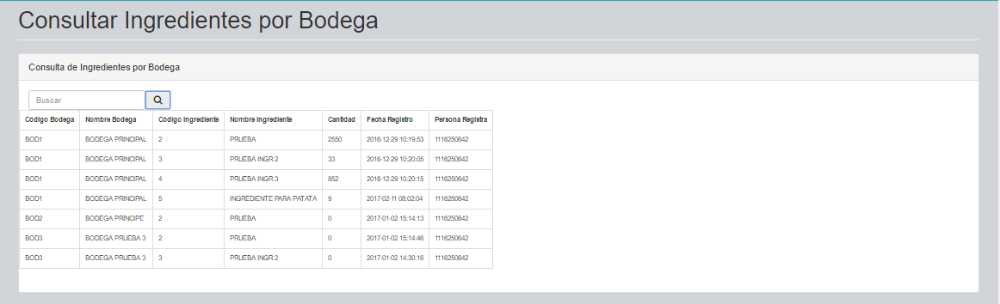 Consultar Ingredientes por Bodega
Consulta de Ingredientes por Bodega
Buscar
Código Bodega Nombre Bodega Código Ingrediente Nombre Ingrediente Cantidad Fecha Registro Persona Registra
BOD1 BODEGA PRINCIPAL 2 PRUEBA 2550 2016-12-29 10:19:53 1116250642
BOD1 BODEGA PRINCIPAL 3 PRUEBA INGR 2 33 2016-12-29 10:20:05 1116250642
BOD1 BODEGA PRINCIPAL 4 PRUEBA INGR 3 852 2016-12-29 10:20:15 1116250642
BOD1 BODEGA PRINCIPAL 5 INGREDIENTE PARA PATATA 9 2017-02-11 08:02:04 1116250642
BOD2 BODEGA PRÍNCIPE 2 PRUEBA 0 2017-01-02 15:14:13 1116250642
BOD3 BODEGA PRUEBA 3 2 PRUEBA 0 2017-01-02 15:14:46 1116250642
BOD3 BODEGA PRUEBA 3 3 PRUEBA INGR 2 0 2017-01-02 14:30:16 1116250642